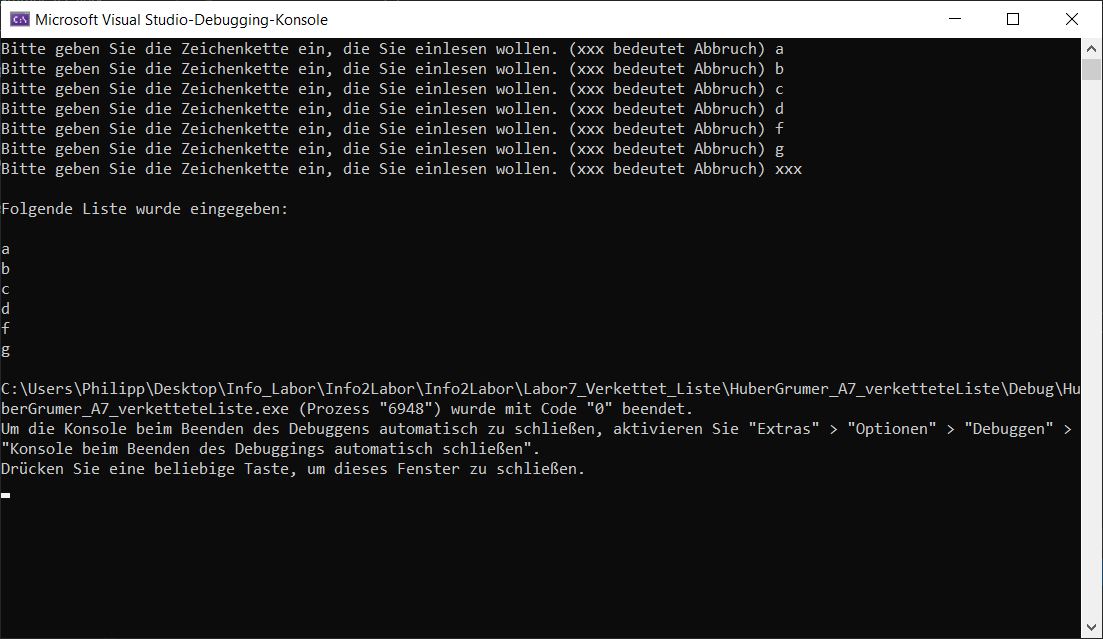 Microsoft Visual Studio-Debugging-Konsole
Bitte geben Sie die Zeichenkette ein, die Sie einlesen wollen. (xxx bedeutet Abbruch) a
Bitte geben Sie die Zeichenkette ein, die Sie einlesen wollen. (xxx bedeutet Abbruch) b
Bitte geben Sie die Zeichenkette ein, die Sie einlesen wollen. (xxx bedeutet Abbruch) c
Bitte geben Sie die Zeichenkette ein, die Sie einlesen wollen. (xxx bedeutet Abbruch) d
Bitte geben Sie die Zeichenkette ein, die Sie einlesen wollen. (xxx bedeutet Abbruch) f
Bitte geben Sie die Zeichenkette ein, die Sie einlesen wollen. (xxx bedeutet Abbruch) g
Bitte geben Sie die Zeichenkette ein, die Sie einlesen wollen. (xxx bedeutet Abbruch) xxx
Folgende Liste wurde eingegeben:
a
b
c
d
f
g
C:\Users\Philipp\Desktop\Info_Labor\Info2Labor\Info2Labor\Labor7_Verkettet_Liste\HuberGrumer_A7_verketteteListe\Debug\Hu
berGrumer_A7_verketteteListe.exe (Prozess "6948") wurde mit Code "0" beendet.
Um die Konsole beim Beenden des Debuggens automatisch zu schließen, aktivieren Sie "Extras" > "Optionen" > "Debuggen" >
"Konsole beim Beenden des Debuggings automatisch schließen".
Drücken Sie eine beliebige Taste, um dieses Fenster zu schließen.